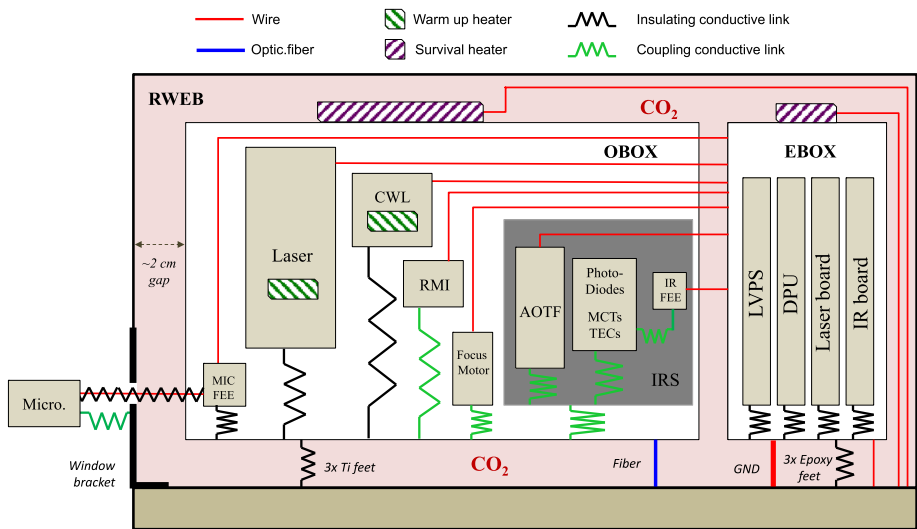 Wire
Warm up heater
Insulating conductive link
Optic.fiber
Survival heater
Coupling conductive link
RWEB
CO2
OBOX
EBOX
CWL
Laser
~2 cm
gap
RMI
AOTF
Photo-
Diodes
MCTs
TECs
IR
FEE
LVPS
DPU
Laser board
IR board
Focus
Motor
IRS
MIC
FEE
Micro.
Window
bracket
3x Ti feet
CO2
Fiber
GND
3x Epoxy
feet